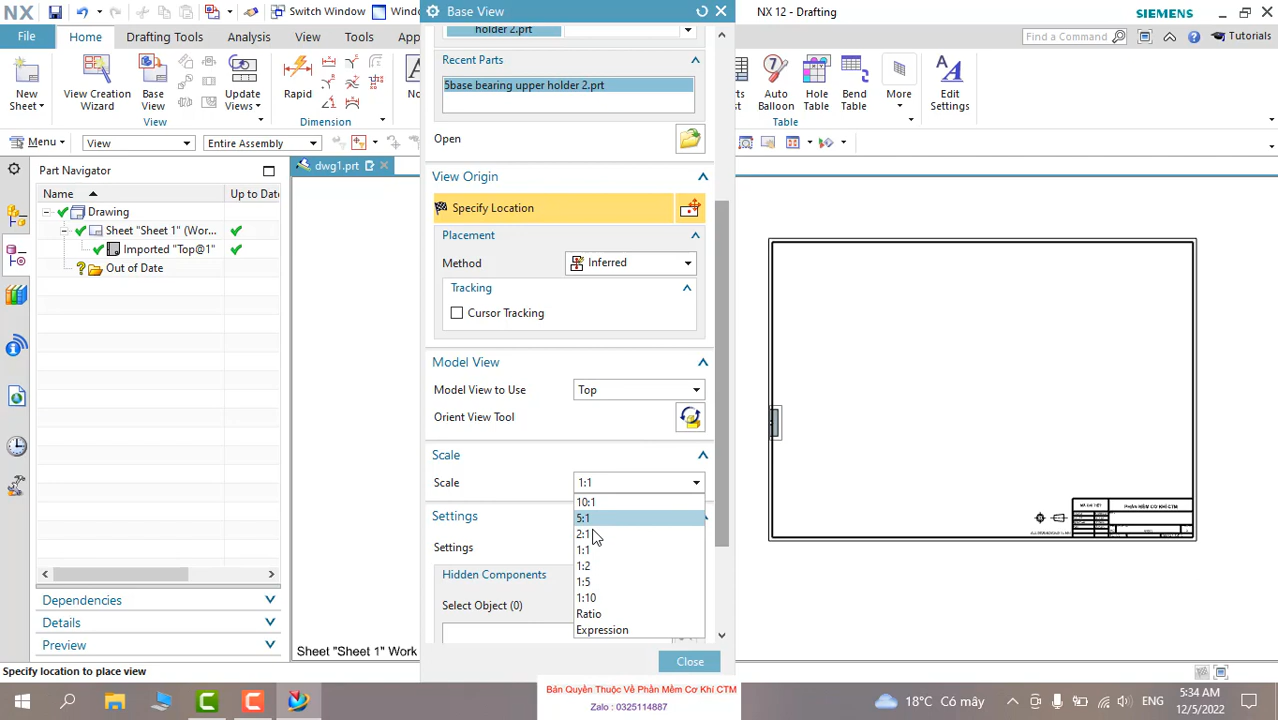 NX
Switch Window
Windo
Base View
NX 12 - Drafting
SIEMENS
File
Home
Drafting Tools
Analysis
View
Tools
App
Find a Command
Tutorials
New Sheet
View Creation Wizard
Base View
Update Views
View
Rapid
Dimension
No
holder 2.prt
Recent Parts
5base bearing upper holder 2.prt
Open
Auto Balloon
Hole Table
Bend Table
More
Edit Settings
Table
Menu
View
Entire Assembly
Part Navigator
dwg1.prt
Name
Up to Date
Drawing
Sheet "Sheet 1" (Wor...
Imported "Top@1"
Out of Date
View Origin
Specify Location
Placement
Method
Inferred
Tracking
Cursor Tracking
Model View
Model View to Use
Top
Orient View Tool
Scale
Scale
1:1
10:1
5:1
2:1
1:1
1:2
1:5
1:10
Ratio
Expression
Settings
Settings
Hidden Components
Select Object (0)
Close
PHẦN MỀM CƠ KHÍ CTM
Dependencies
Details
Preview
Sheet "Sheet 1" Work
Specify location to place view
Bản Quyền Thuộc Về Phần Mềm Cơ Khí CTM
Zalo : 0325114887
18°C Có mây
ENG
5:34 AM
12/5/2022